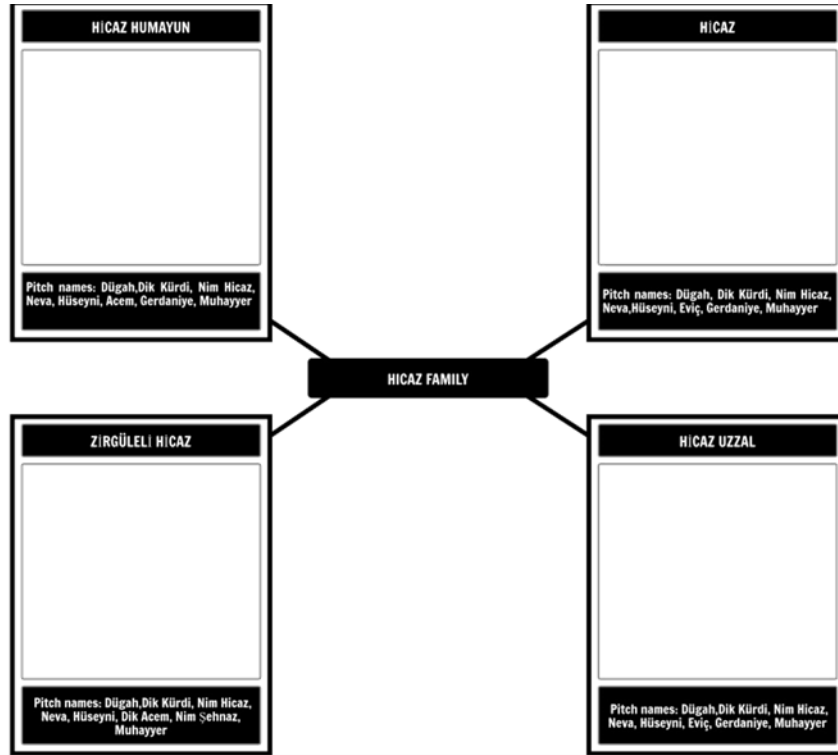 HİCAZ HUMAYUN
Pitch names: Dügah,Dik Kürdi, Nim Hicaz,
Neva, Hüseyni, Acem, Gerdaniye, Muhayyer
HİCAZ
Pitch names: Dügah, Dik Kürdi, Nim Hicaz,
Neva,Hüseyni, Eviç, Gerdaniye, Muhayyer
HICAZ FAMILY
ZİRGÜLELİ HİCAZ
Pitch names: Dügah,Dik Kürdi, Nim Hicaz,
Neva, Hüseyni, Dik Acem, Nim Şehnaz,
Muhayyer
HİCAZ UZZAL
Pitch names: Dügah,Dik Kürdi, Nim Hicaz,
Neva, Hüseyni, Eviç, Gerdaniye, Muhayyer